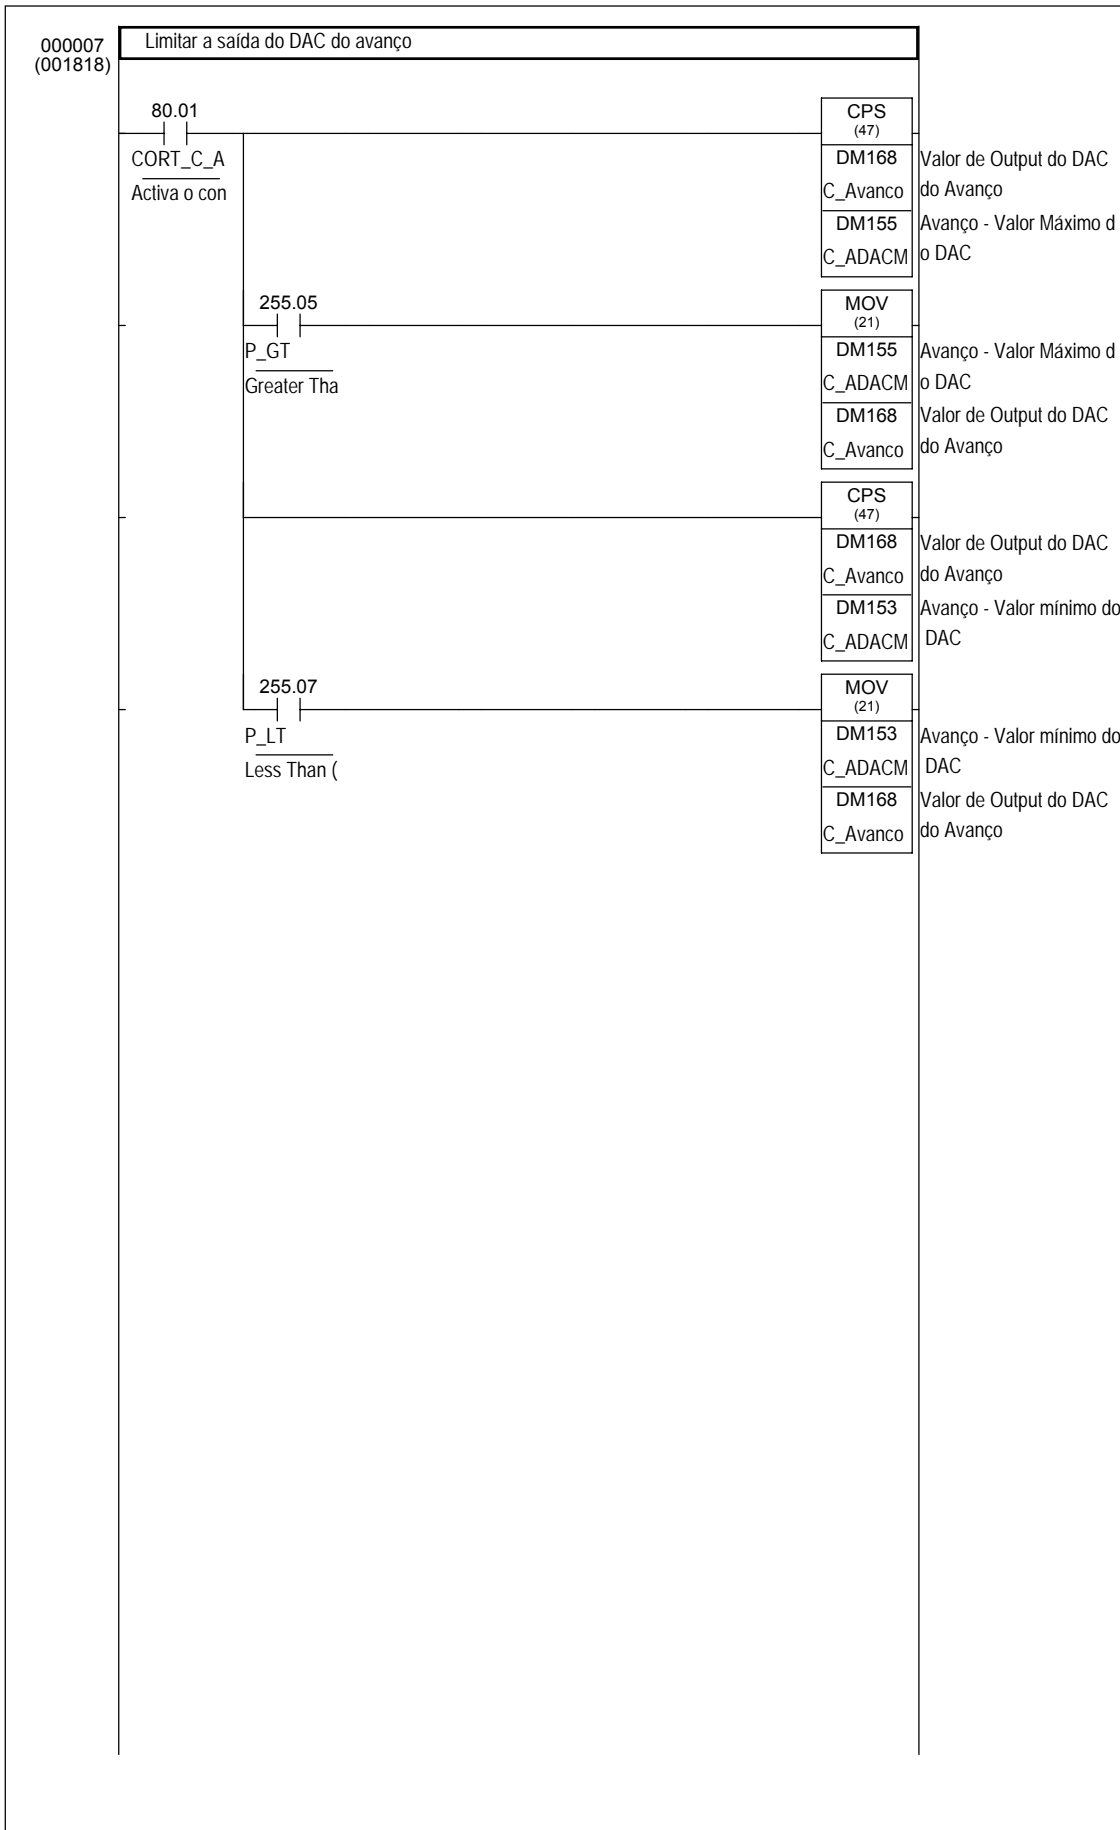 000007
(001818)
Limitar a saída do DAC do avanço
80.01
CORT_C_A
Activa o con
CPS
(47)
DM168
C_Avanco
Valor de Output do DAC
do Avanço
DM155
C_ADACM
Avanço - Valor Máximo d
o DAC
255.05
P_GT
Greater Tha
MOV
(21)
DM155
C_ADACM
Avanço - Valor Máximo d
o DAC
DM168
C_Avanco
Valor de Output do DAC
do Avanço
CPS
(47)
DM168
C_Avanco
Valor de Output do DAC
do Avanço
DM153
C_ADACM
Avanço - Valor mínimo do
DAC
255.07
P_LT
Less Than (
MOV
(21)
DM153
C_ADACM
Avanço - Valor mínimo do
DAC
DM168
C_Avanco
Valor de Output do DAC
do Avanço